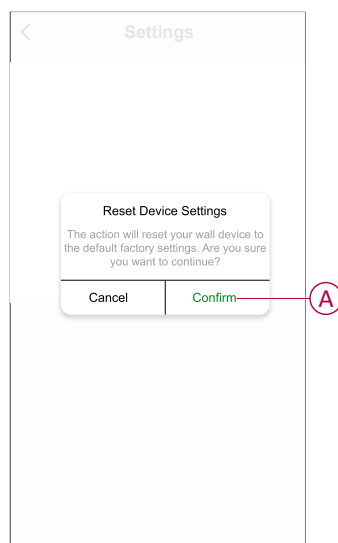 Settings
Reset Device Settings
The action will reset your wall device to
the default factory settings. Are you sure
you want to continue?
Cancel
Confirm
A